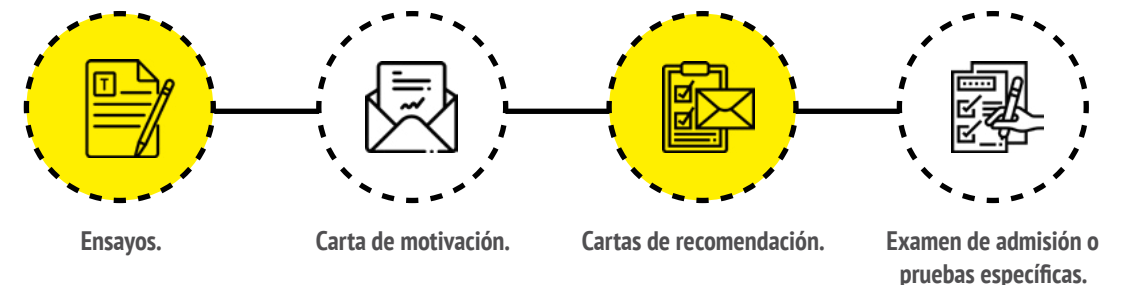 T
Ensayos.
Carta de motivación.
Cartas de recomendación.
Examen de admisión o
pruebas específicas.